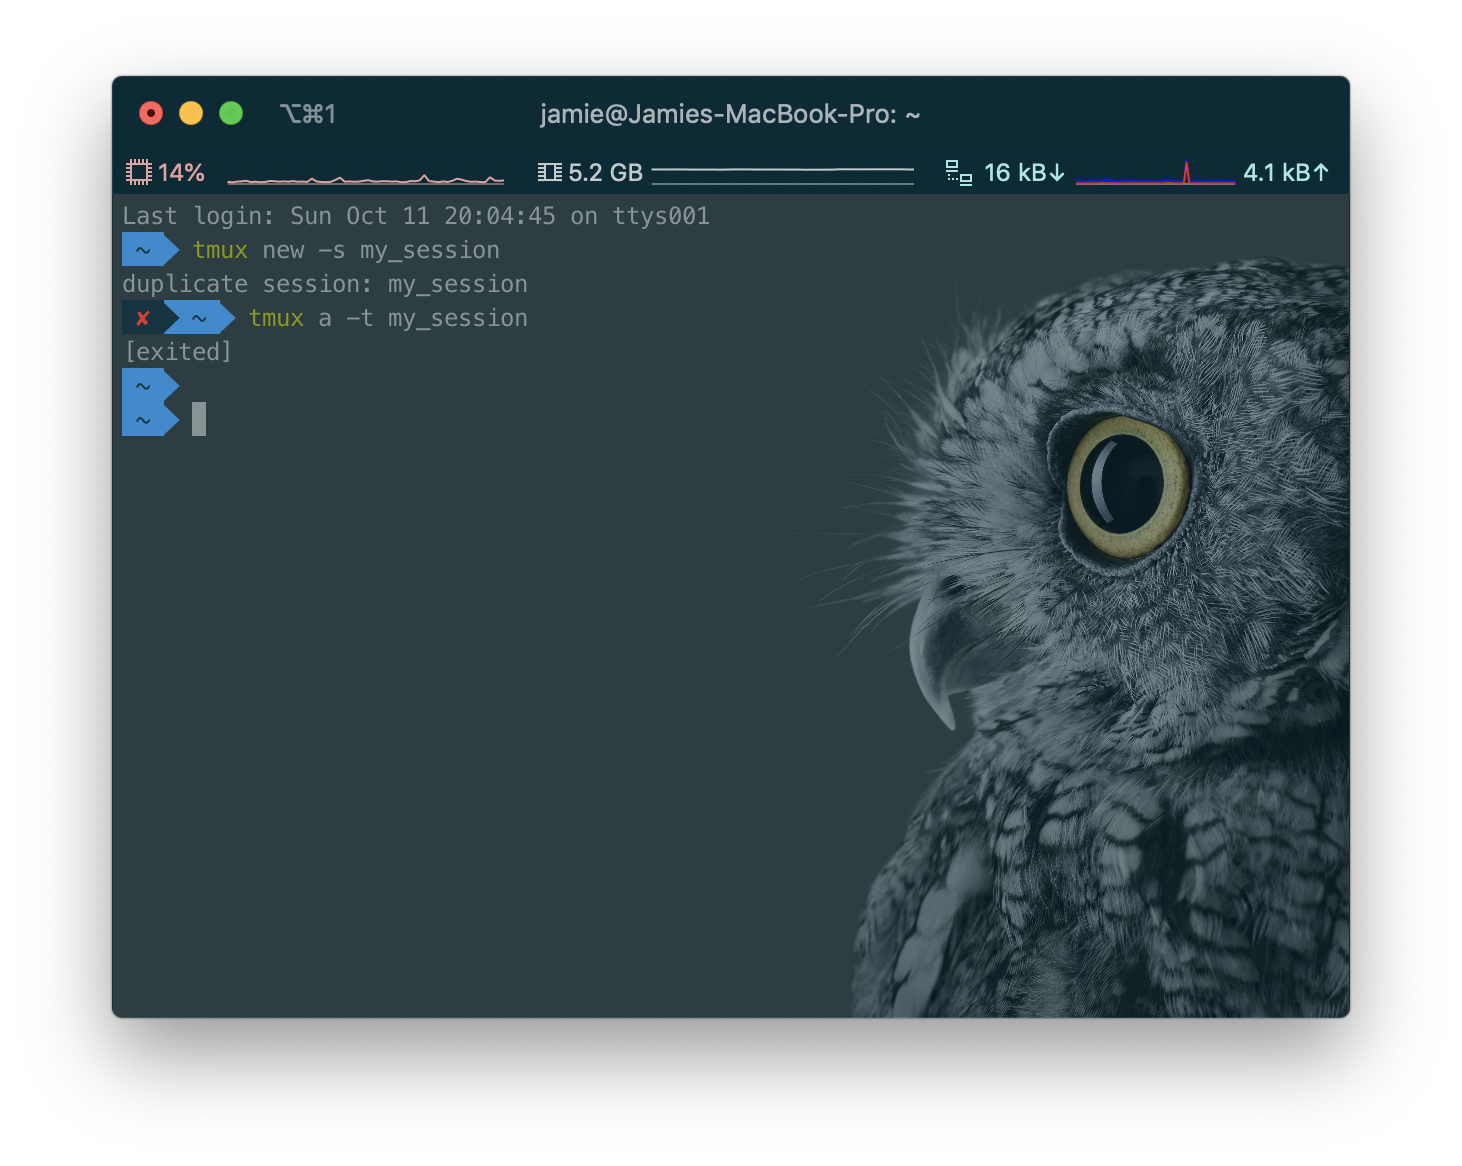 ⌥⌘1 jamie@Jamies-MacBook-Pro: ~
14% 5.2 GB 16 kB↓ 4.1 kB↑
Last login: Sun Oct 11 20:04:45 on ttys001
~ tmux new -s my_session
duplicate session: my_session
✘ ~ tmux a -t my_session
[exited]
~
~